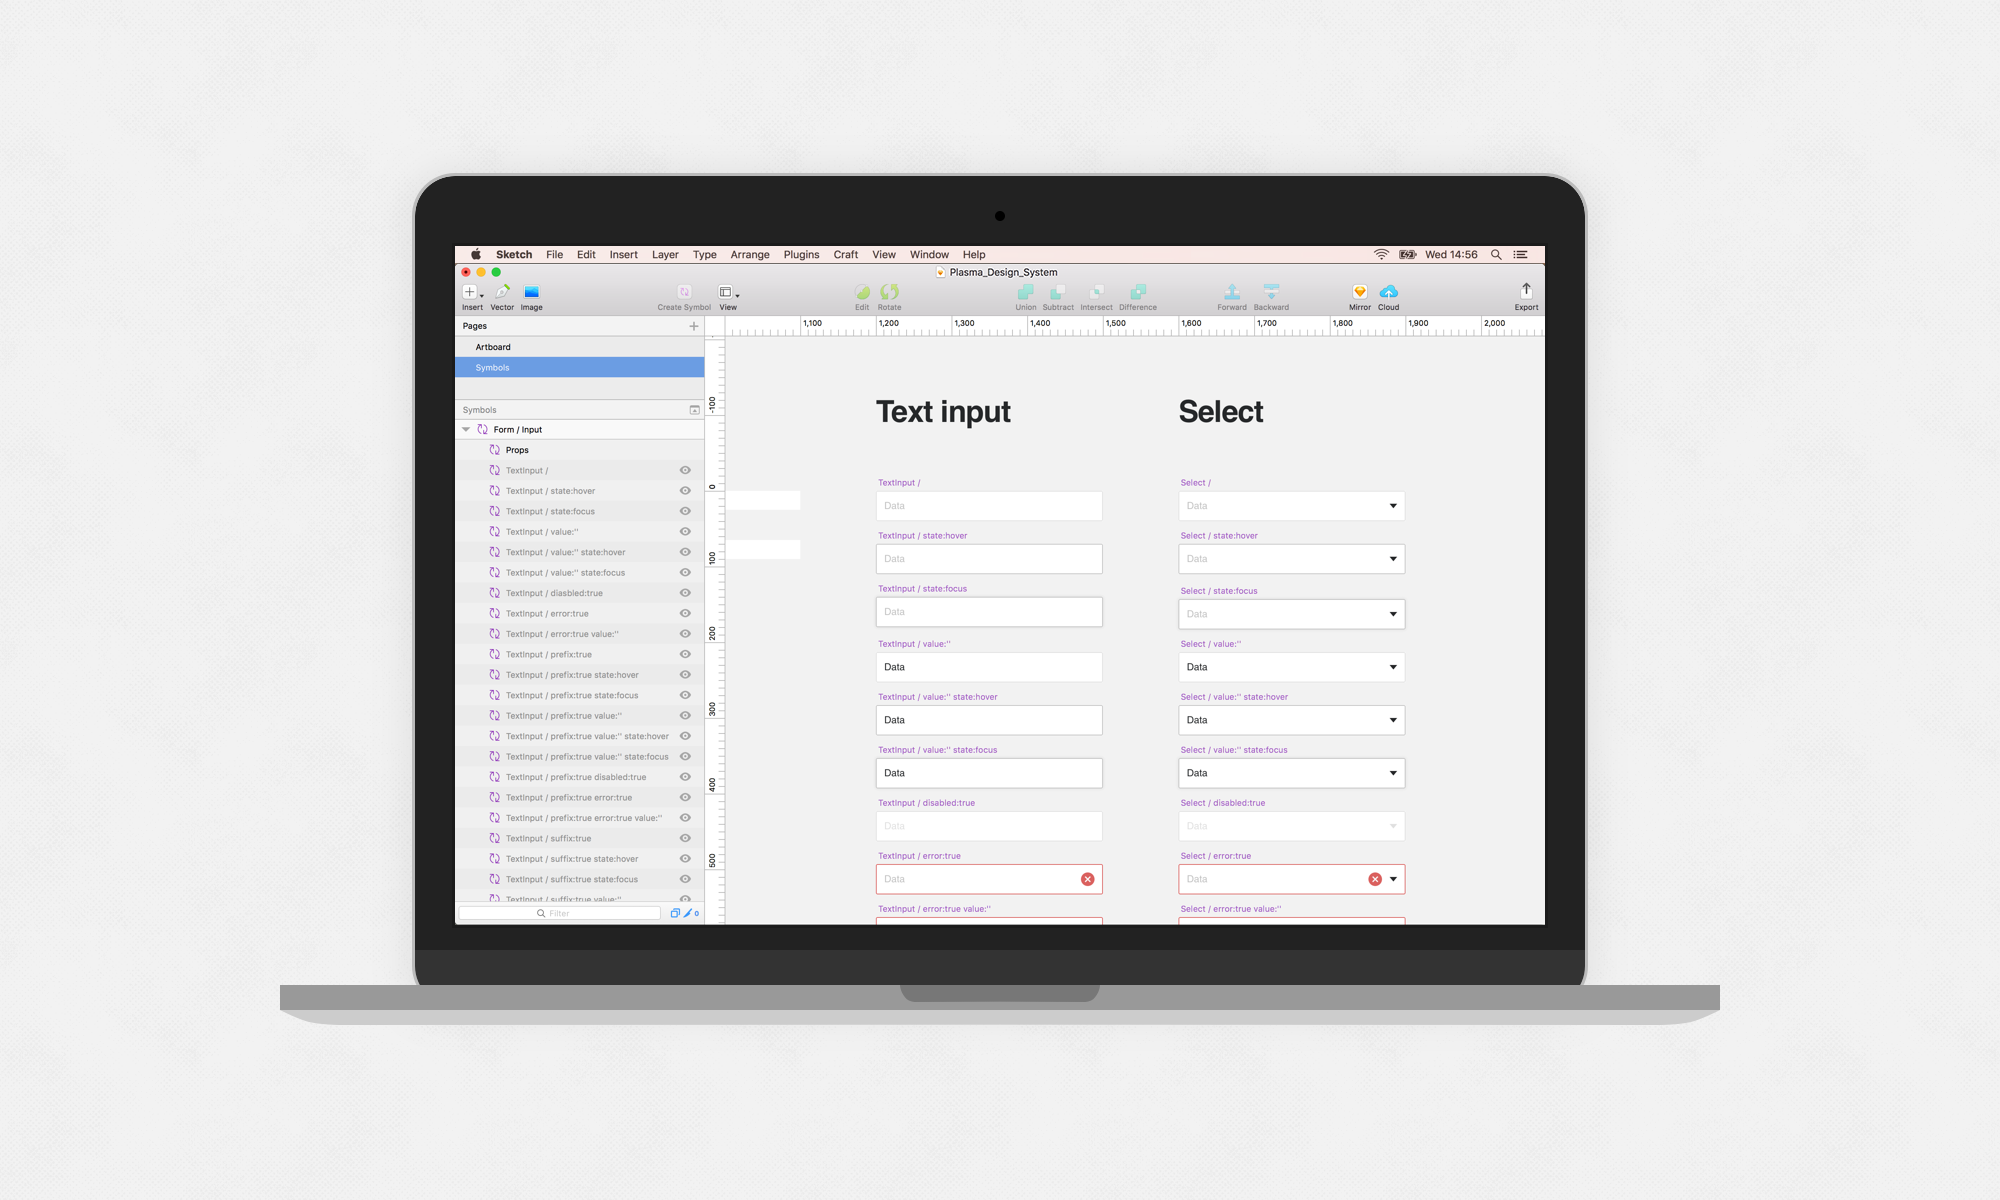 Sketch File Edit Insert Layer Type Arrange Plugins Craft View Window Help Wed 14:56
Plasma_Design_System
Insert Vector Image Create Symbol View Edit Rotate Union Subtract Intersect Difference Forward Backward Mirror Cloud Export
Pages
1,100 1,200 1,300 1,400 1,500 1,600 1,700 1,800 1,900 2,000
Artboard
Symbols
Symbols
Form / Input
Props
TextInput /
TextInput / state:hover
TextInput / state:focus
TextInput / value:''
TextInput / value:'' state:hover
TextInput / value:'' state:focus
TextInput / diasbled:true
TextInput / error:true
TextInput / error:true value:''
TextInput / prefix:true
TextInput / prefix:true state:hover
TextInput / prefix:true state:focus
TextInput / prefix:true value:''
TextInput / prefix:true value:'' state:hover
TextInput / prefix:true value:'' state:focus
TextInput / prefix:true disabled:true
TextInput / prefix:true error:true
TextInput / prefix:true error:true value:''
TextInput / suffix:true
TextInput / suffix:true state:hover
TextInput / suffix:true state:focus
TextInput / suffix:true value:''
Filter
0
-100
0
100
200
300
400
500
Text input
TextInput /
Data
TextInput / state:hover
Data
TextInput / state:focus
Data
TextInput / value:''
Data
TextInput / value:'' state:hover
Data
TextInput / value:'' state:focus
Data
TextInput / disabled:true
Data
TextInput / error:true
Data
TextInput / error:true value:''
Select
Select /
Data
Select / state:hover
Data
Select / state:focus
Data
Select / value:''
Data
Select / value:'' state:hover
Data
Select / value:'' state:focus
Data
Select / disabled:true
Data
Select / error:true
Data
Select / error:true value:''